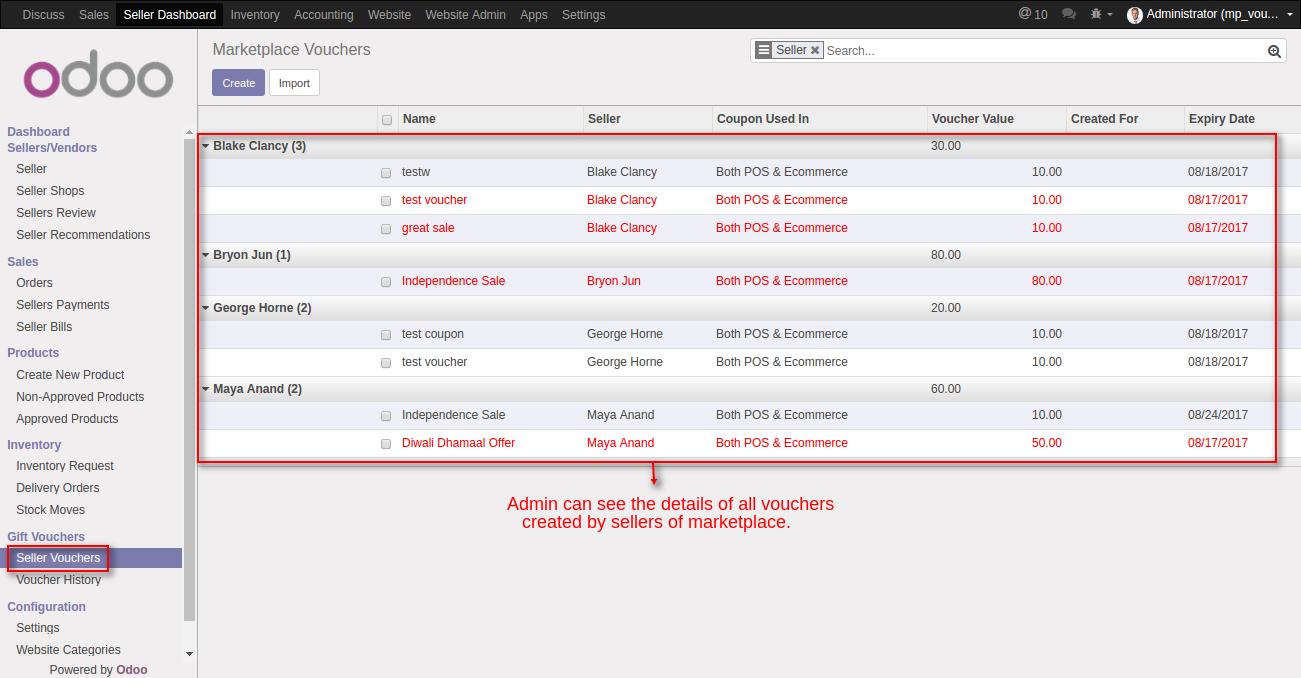 Discuss Sales Seller Dashboard Inventory Accounting Website Website Admin Apps Settings @ 10 Administrator (mp_vou...
odoo
Marketplace Vouchers
Seller Search...
Create Import
Dashboard
Sellers/Vendors
Seller
Seller Shops
Sellers Review
Seller Recommendations
Sales
Orders
Sellers Payments
Seller Bills
Products
Create New Product
Non-Approved Products
Approved Products
Inventory
Inventory Request
Delivery Orders
Stock Moves
Gift Vouchers
Seller Vouchers
Voucher History
Configuration
Settings
Website Categories
Powered by Odoo
Name Seller Coupon Used In Voucher Value Created For Expiry Date
Blake Clancy (3) 30.00
testw Blake Clancy Both POS & Ecommerce 10.00 08/18/2017
test voucher Blake Clancy Both POS & Ecommerce 10.00 08/17/2017
great sale Blake Clancy Both POS & Ecommerce 10.00 08/17/2017
Bryon Jun (1) 80.00
Independence Sale Bryon Jun Both POS & Ecommerce 80.00 08/17/2017
George Horne (2) 20.00
test coupon George Horne Both POS & Ecommerce 10.00 08/18/2017
test voucher George Horne Both POS & Ecommerce 10.00 08/18/2017
Maya Anand (2) 60.00
Independence Sale Maya Anand Both POS & Ecommerce 10.00 08/24/2017
Diwali Dhamaal Offer Maya Anand Both POS & Ecommerce 50.00 08/17/2017
Admin can see the details of all vouchers
created by sellers of marketplace.